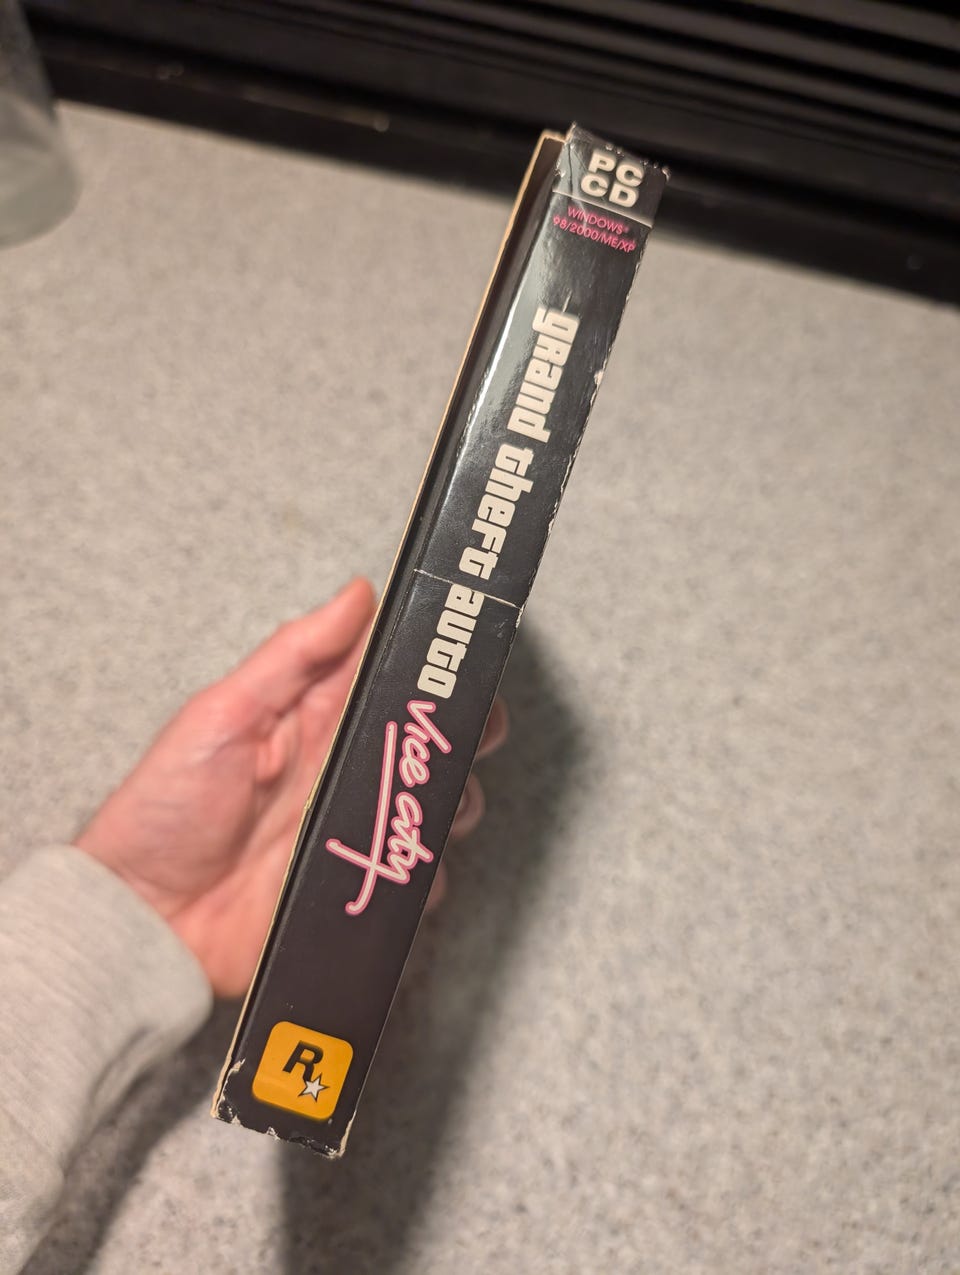 PC
CD
WINDOWS®
98/2000/ME/XP
grand theft auto
vice city
R